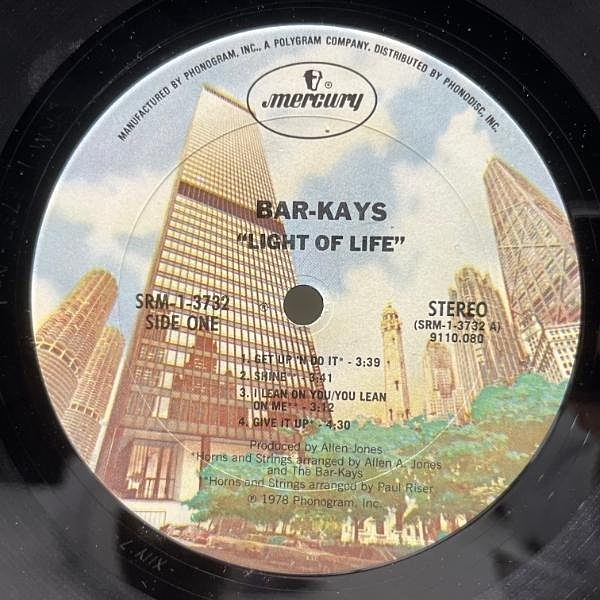 MANUFACTURED BY PHONOGRAM, INC., A POLYGRAM COMPANY. DISTRIBUTED BY PHONODISC, INC.
mercury
®
BAR-KAYS
"LIGHT OF LIFE"
SRM-1-3732
SIDE ONE
STEREO
(SRM-1-3732 A)
9110.080
1. GET UP 'N DO IT* - 3:39
2. SHINE** - 3:41
3. I LEAN ON YOU/YOU LEAN
ON ME** - 3:12
4. GIVE IT UP* - 4:30
Produced by Allen Jones
*Horns and Strings arranged by Allen A. Jones
and The Bar-Kays
*Horns and Strings arranged by Paul Riser
℗ 1978 Phonogram, Inc.